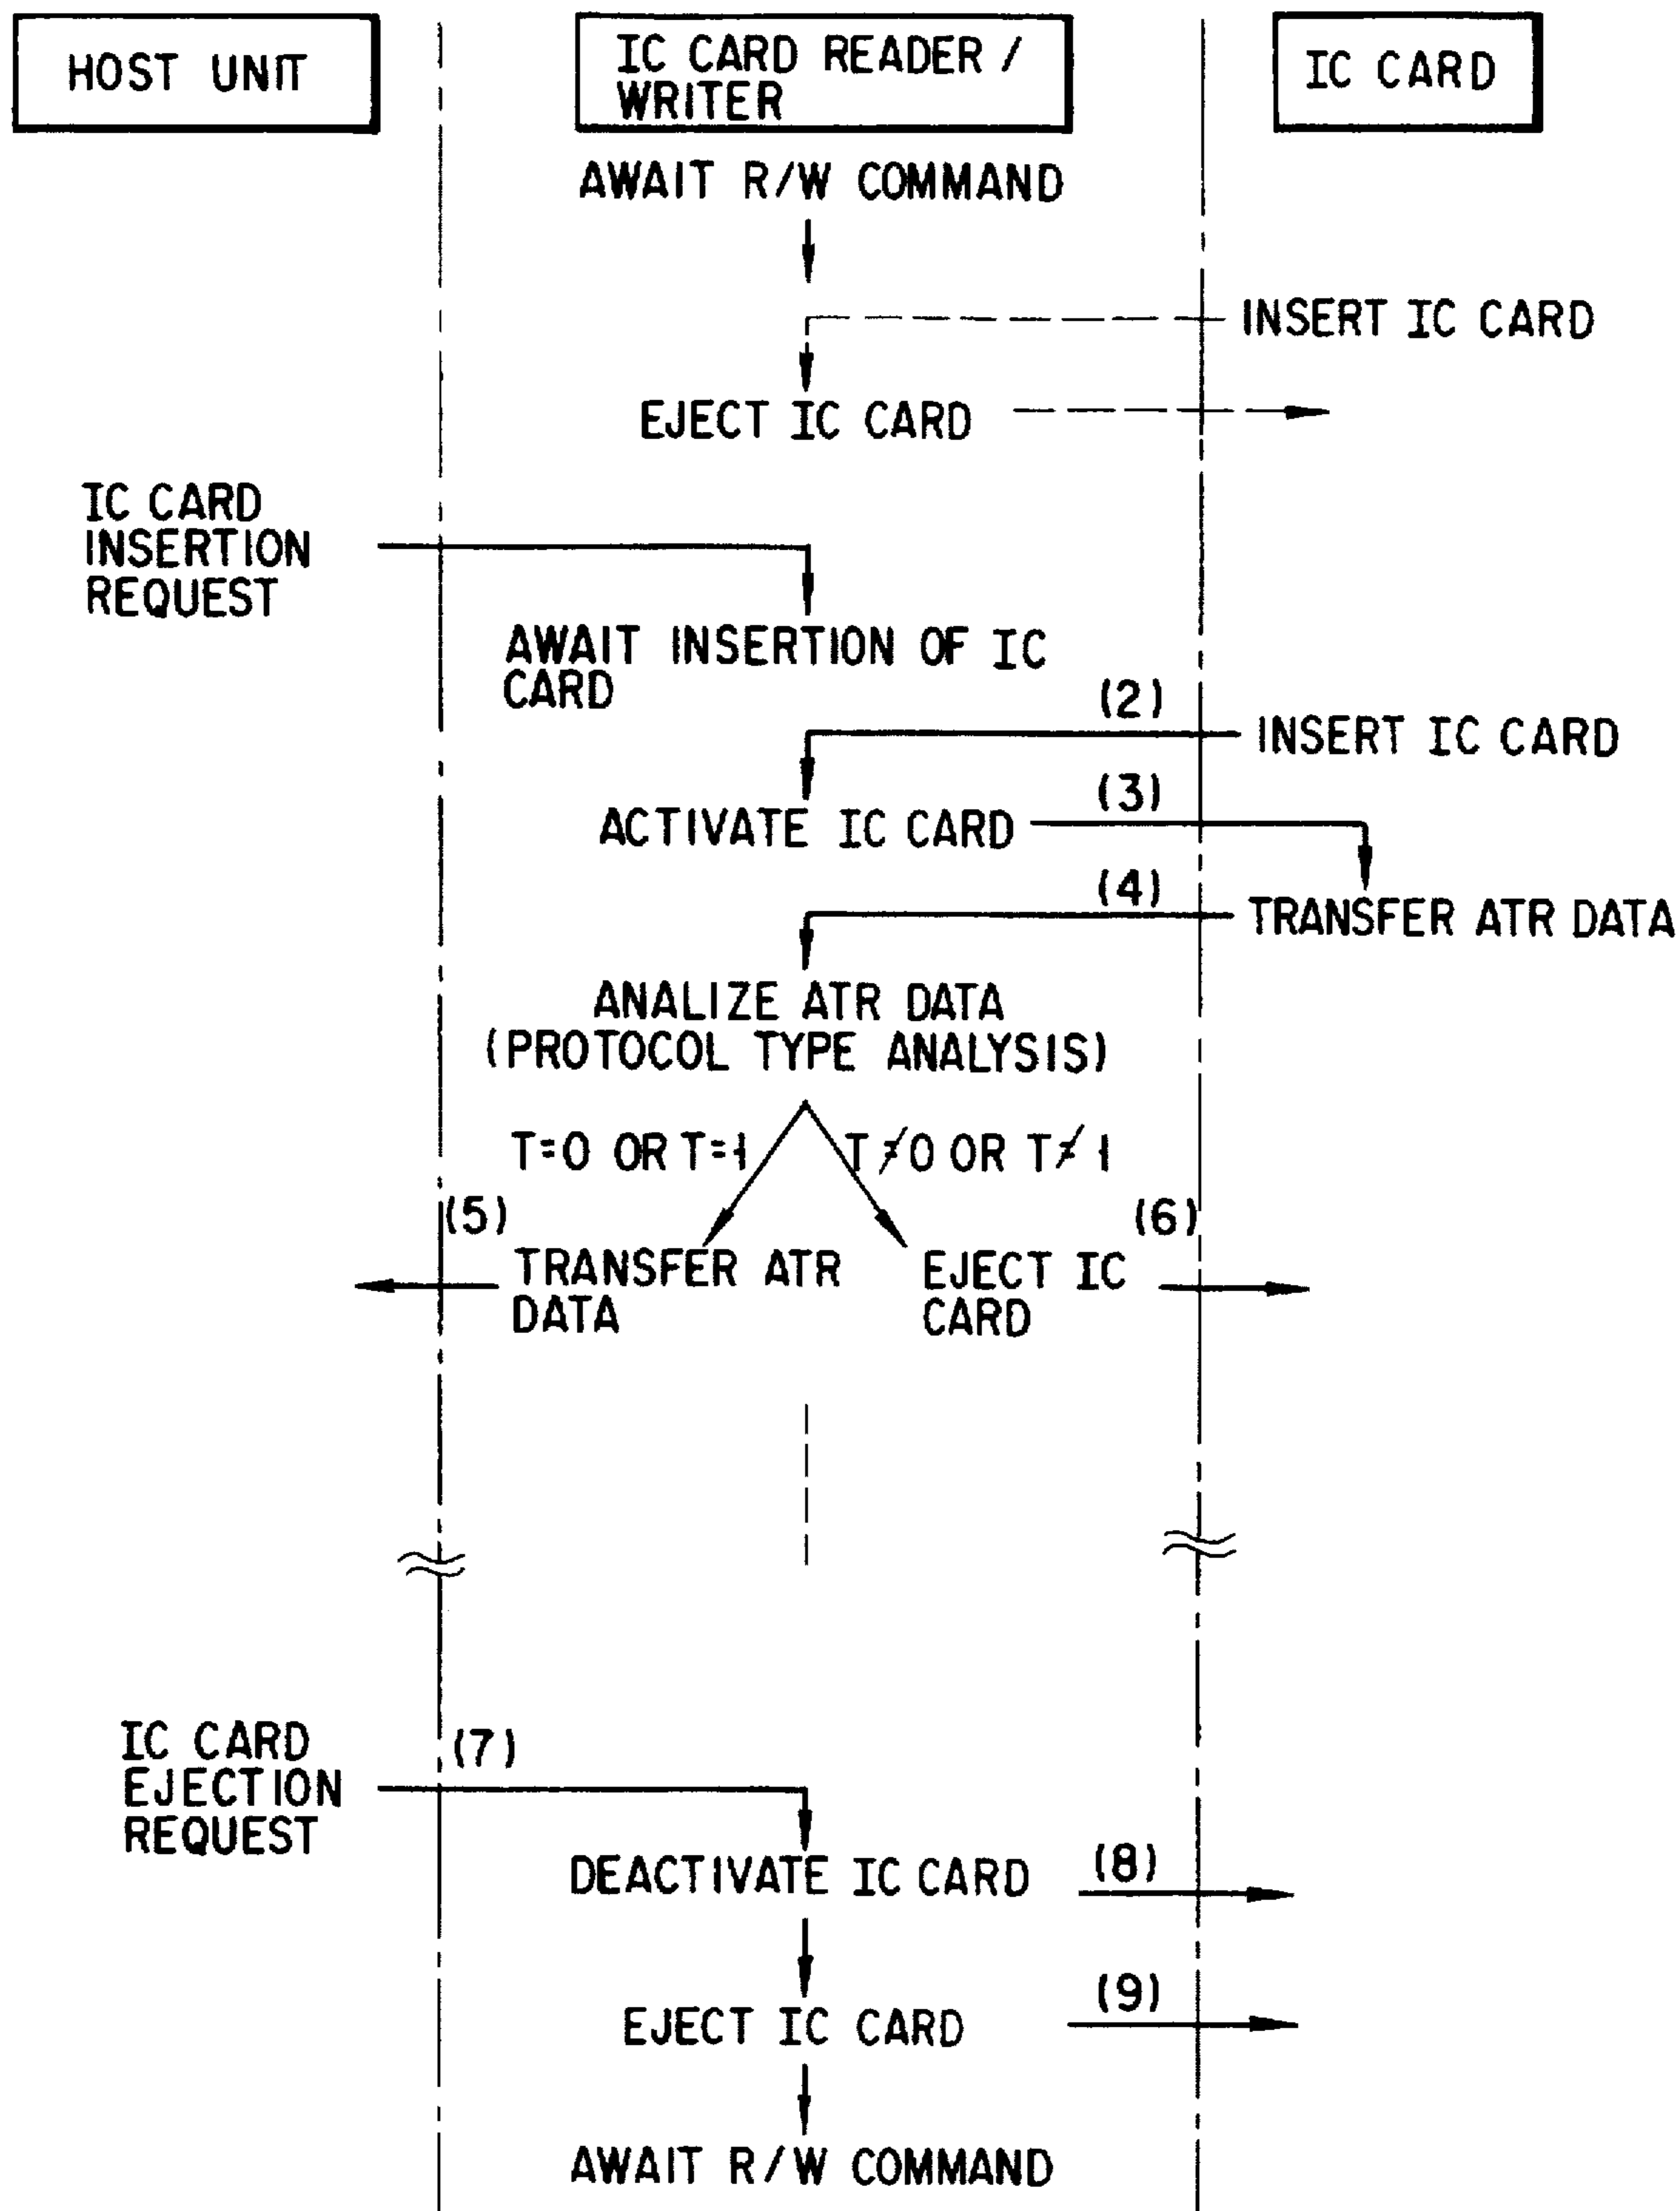 HOST UNIT
IC CARD READER /
WRITER
IC CARD
AWAIT R/W COMMAND
INSERT IC CARD
EJECT IC CARD
IC CARD
INSERTION
REQUEST
AWAIT INSERTION OF IC
CARD
(2)
INSERT IC CARD
ACTIVATE IC CARD
(3)
(4)
TRANSFER ATR DATA
ANALIZE ATR DATA
(PROTOCOL TYPE ANALYSIS)
T=0 OR T=1
T≠0 OR T≠1
(5)
TRANSFER ATR
DATA
EJECT IC
CARD
(6)
IC CARD
EJECTION
REQUEST
(7)
DEACTIVATE IC CARD
(8)
EJECT IC CARD
(9)
AWAIT R/W COMMAND